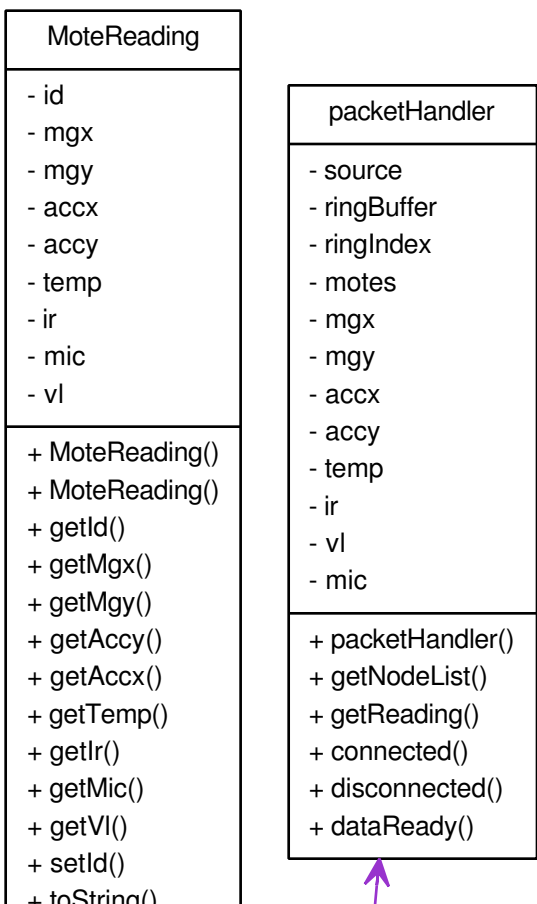 MoteReading
- id
- mgx
- mgy
- accx
- accy
- temp
- ir
- mic
- vl
+ MoteReading()
+ MoteReading()
+ getId()
+ getMgx()
+ getMgy()
+ getAccy()
+ getAccx()
+ getTemp()
+ getIr()
+ getMic()
+ getVl()
+ setId()
+ toString()
packetHandler
- source
- ringBuffer
- ringIndex
- motes
- mgx
- mgy
- accx
- accy
- temp
- ir
- vl
- mic
+ packetHandler()
+ getNodeList()
+ getReading()
+ connected()
+ disconnected()
+ dataReady()